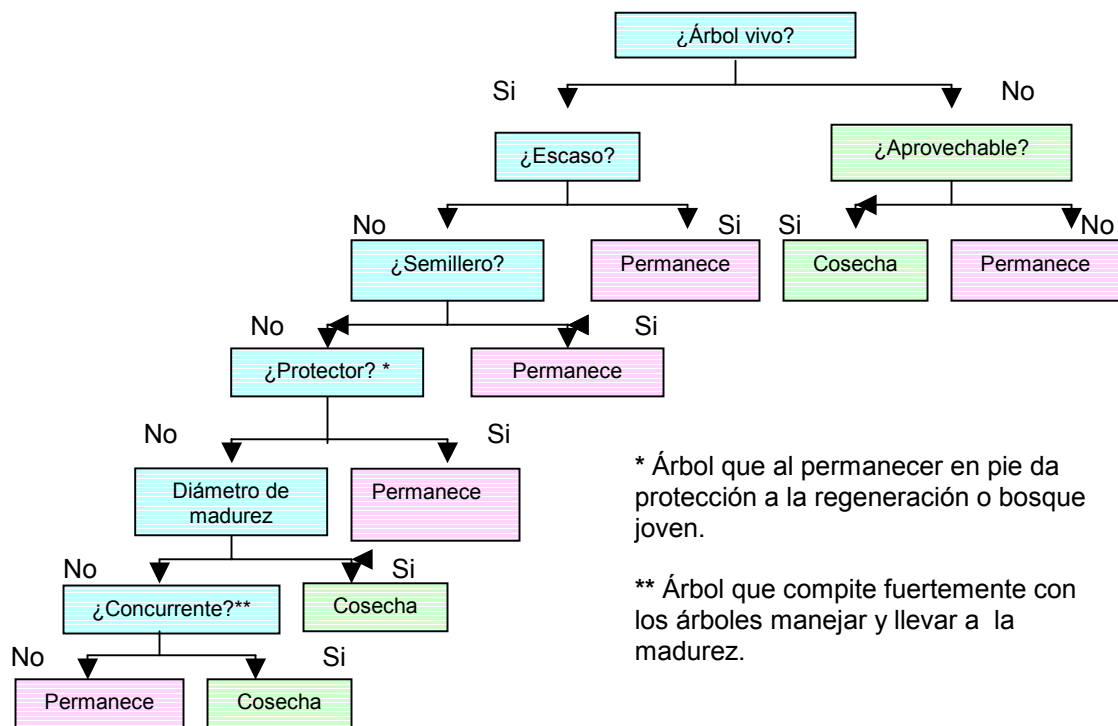 ¿Árbol vivo?
Si
No
¿Escaso?
¿Aprovechable?
No
Si
Si
No
¿Semillero?
Permanece
Cosecha
Permanece
No
Si
¿Protector? *
Permanece
No
Si
Diámetro de
madurez
Permanece
* Árbol que al permanecer en pie da
protección a la regeneración o bosque
joven.
No
Si
¿Concurrente?**
Cosecha
** Árbol que compite fuertemente con
los árboles manejar y llevar a la
madurez.
No
Si
Permanece
Cosecha